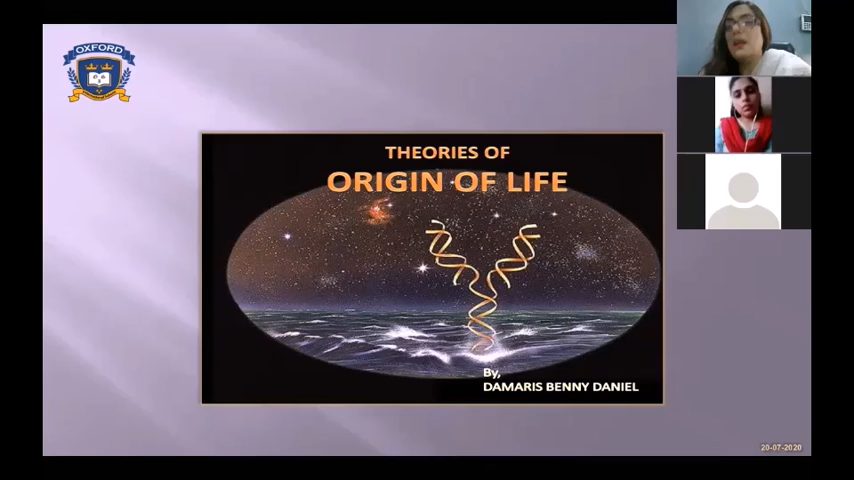 OXFORD
THEORIES OF
ORIGIN OF LIFE
By,
DAMARIS BENNY DANIEL
20-07-2020